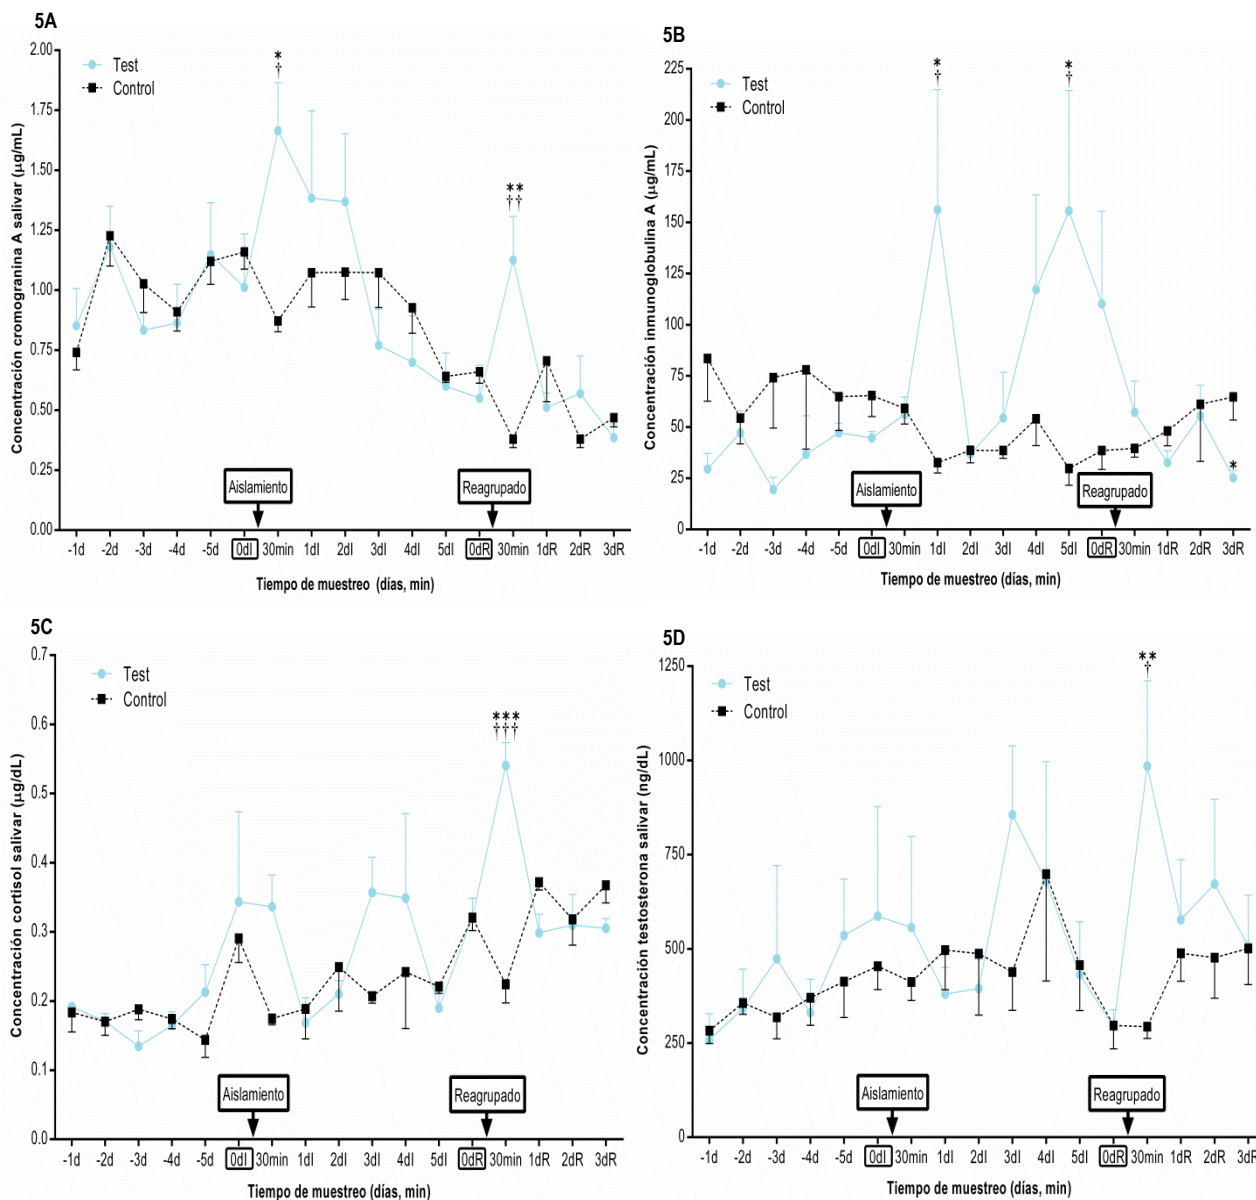 5A
Concentración cromogranina A salivar (µg/mL)
2.00
1.75
1.50
1.25
1.00
0.75
0.50
0.25
0.00
Test
Control
*
†
**
††
Aislamiento
Reagrupado
-1d -2d -3d -4d -5d 0dI 30min 1dI 2dI 3dI 4dI 5dI 0dR 30min 1dR 2dR 3dR
Tiempo de muestreo (días, min)
5B
Concentración inmunoglobulina A (µg/mL)
225
200
175
150
125
100
75
50
25
0
Test
Control
*
†
*
†
*
Aislamiento
Reagrupado
-1d -2d -3d -4d -5d 0dI 30min 1dI 2dI 3dI 4dI 5dI 0dR 30min 1dR 2dR 3dR
Tiempo de muestreo (días, min)
5C
Concentración cortisol salivar (µg/dL)
0.7
0.6
0.5
0.4
0.3
0.2
0.1
0.0
Test
Control
***
†††
Aislamiento
Reagrupado
-1d -2d -3d -4d -5d 0dI 30min 1dI 2dI 3dI 4dI 5dI 0dR 30min 1dR 2dR 3dR
Tiempo de muestreo (días, min)
5D
Concentración testosterona salivar (ng/dL)
1250
1000
750
500
250
0
Test
Control
**
†
Aislamiento
Reagrupado
-1d -2d -3d -4d -5d 0dI 30min 1dI 2dI 3dI 4dI 5dI 0dR 30min 1dR 2dR 3dR
Tiempo de muestreo (días, min)